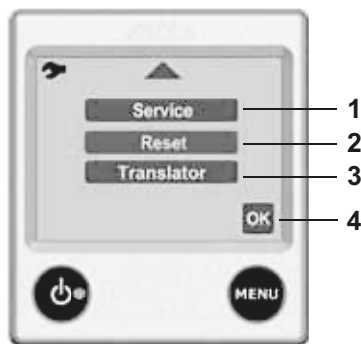 Service 1
Reset 2
Translator 3
OK 4
MENU